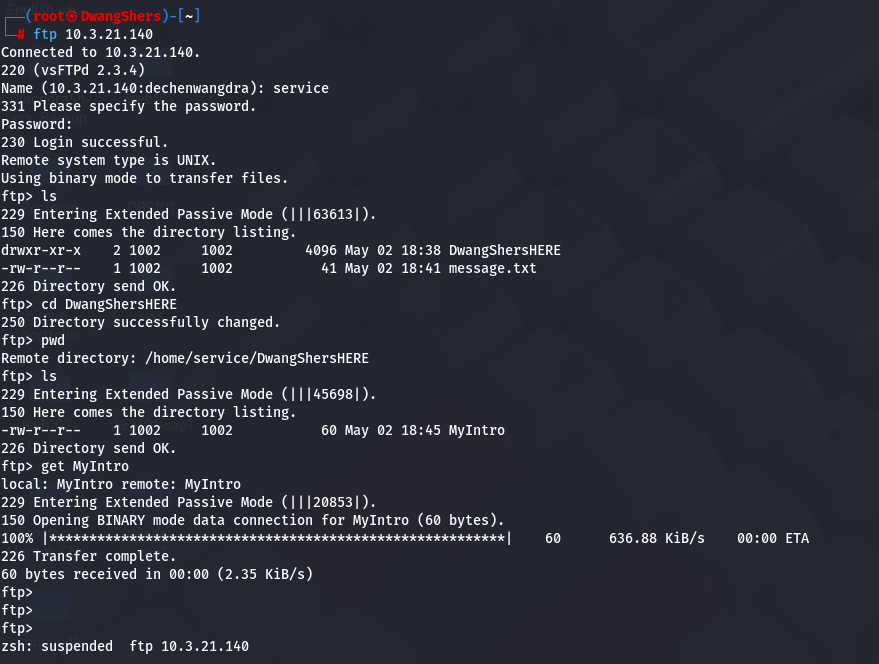 (root㉿DwangShers)-[~]
# ftp 10.3.21.140
Connected to 10.3.21.140.
220 (vsFTPd 2.3.4)
Name (10.3.21.140:dechenwangdra): service
331 Please specify the password.
Password:
230 Login successful.
Remote system type is UNIX.
Using binary mode to transfer files.
ftp> ls
229 Entering Extended Passive Mode (|||63613|).
150 Here comes the directory listing.
drwxr-xr-x    2 1002     1002         4096 May 02 18:38 DwangShersHERE
-rw-r--r--    1 1002     1002           41 May 02 18:41 message.txt
226 Directory send OK.
ftp> cd DwangShersHERE
250 Directory successfully changed.
ftp> pwd
Remote directory: /home/service/DwangShersHERE
ftp> ls
229 Entering Extended Passive Mode (|||45698|).
150 Here comes the directory listing.
-rw-r--r--    1 1002     1002           60 May 02 18:45 MyIntro
226 Directory send OK.
ftp> get MyIntro
local: MyIntro remote: MyIntro
229 Entering Extended Passive Mode (|||20853|).
150 Opening BINARY mode data connection for MyIntro (60 bytes).
100% |*********************************************************|    60      636.88 KiB/s    00:00 ETA
226 Transfer complete.
60 bytes received in 00:00 (2.35 KiB/s)
ftp>
ftp>
ftp>
zsh: suspended  ftp 10.3.21.140